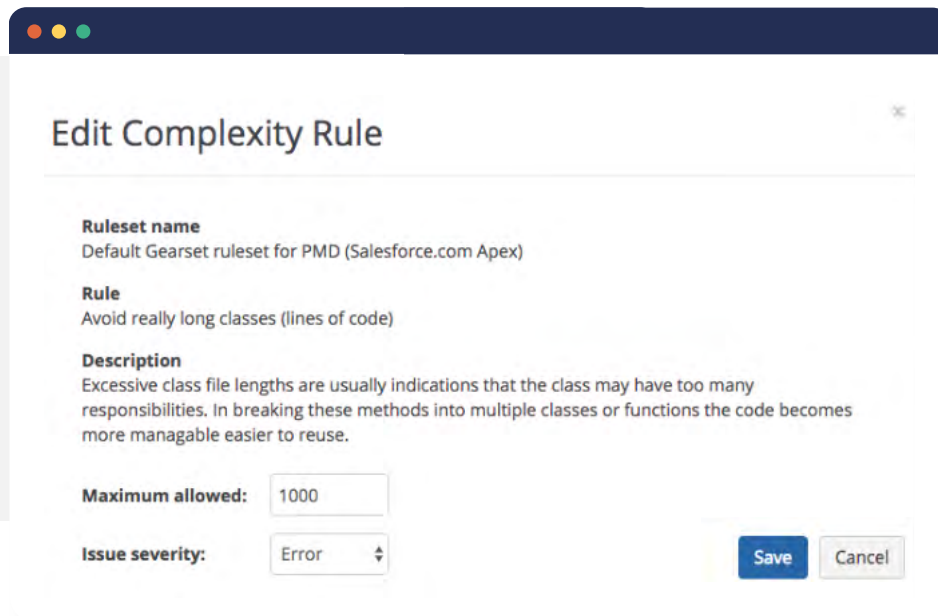 Edit Complexity Rule
Ruleset name
Default Gearset ruleset for PMD (Salesforce.com Apex)
Rule
Avoid really long classes (lines of code)
Description
Excessive class file lengths are usually indications that the class may have too many
responsibilities. In breaking these methods into multiple classes or functions the code becomes
more managable easier to reuse.
Maximum allowed: 1000
Issue severity: Error
Save Cancel